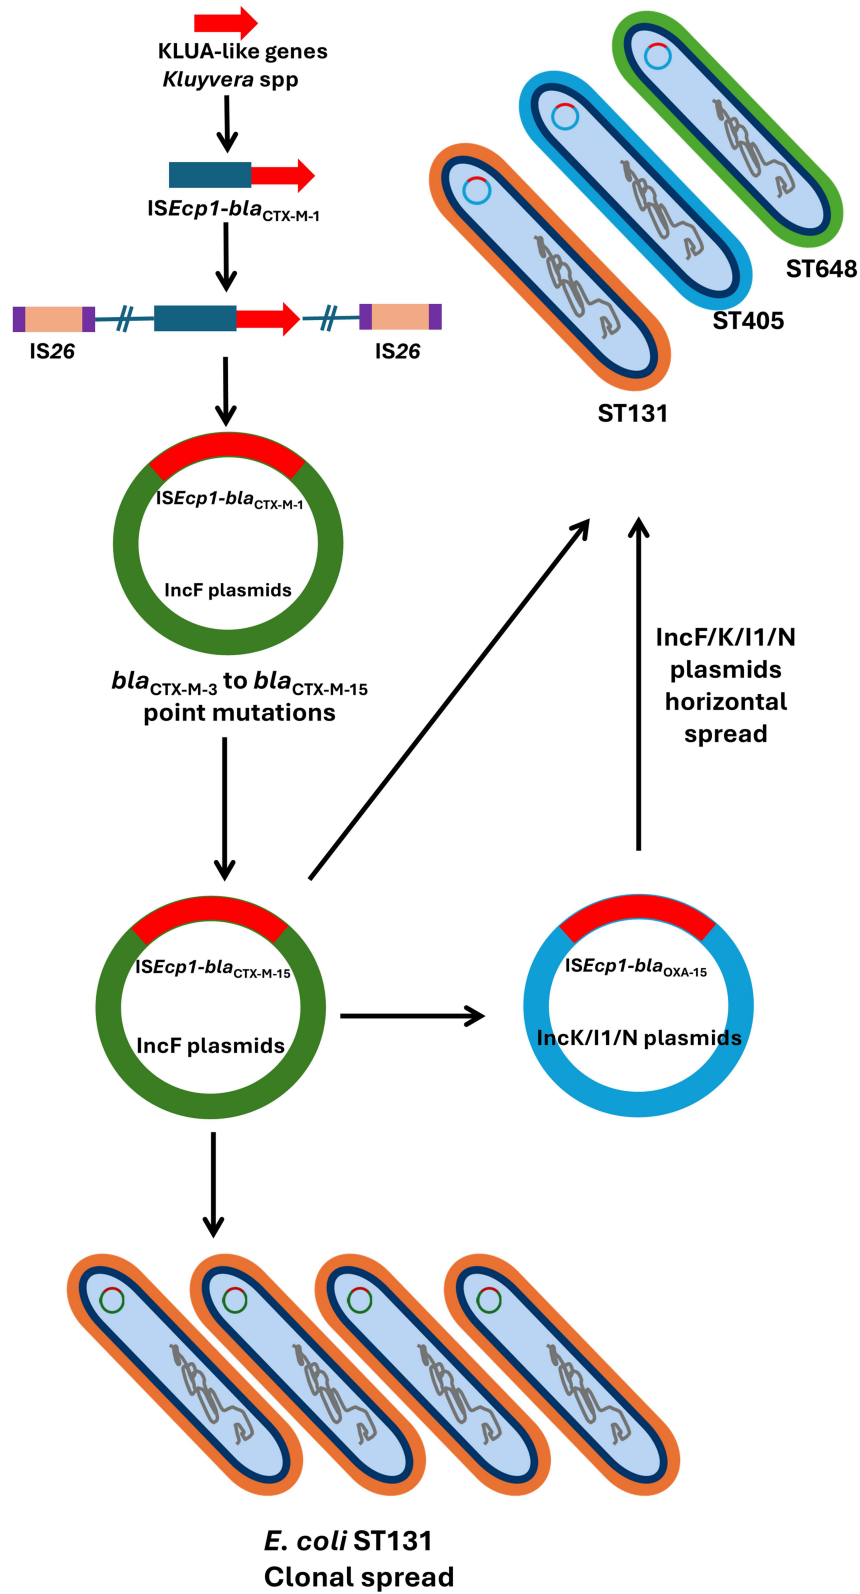 KLUA-like genes
Kluyvera spp
ISEcp1-blaCTX-M-1
IS26
IS26
ISEcp1-blaCTX-M-1
IncF plasmids
blaCTX-M-3 to blaCTX-M-15
point mutations
ISEcp1-blaCTX-M-15
IncF plasmids
ISEcp1-blaOXA-15
IncK/I1/N plasmids
IncF/K/I1/N
plasmids
horizontal
spread
ST131
ST405
ST648
E. coli ST131
Clonal spread